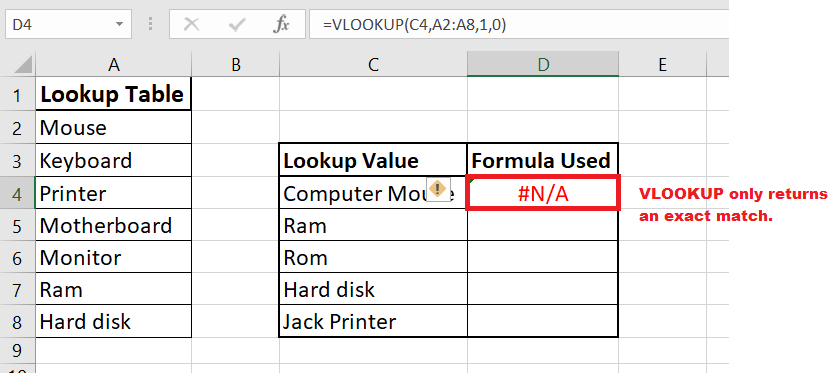 D4 =VLOOKUP(C4,A2:A8,1,0)
A B C D E
1 Lookup Table
2 Mouse
3 Keyboard Lookup Value Formula Used
4 Printer Computer Mouse #N/A VLOOKUP only returns
an exact match.
5 Motherboard Ram
6 Monitor Rom
7 Ram Hard disk
8 Hard disk Jack Printer
9